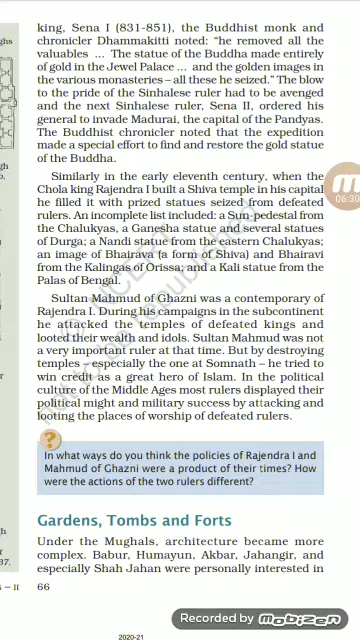 king, Sena I (831-851), the Buddhist monk and
chronicler Dhammakitti noted: “he removed all the
valuables ... The statue of the Buddha made entirely
of gold in the Jewel Palace ... and the golden images in
the various monasteries – all these he seized.” The blow
to the pride of the Sinhalese ruler had to be avenged
and the next Sinhalese ruler, Sena II, ordered his
general to invade Madurai, the capital of the Pandyas.
The Buddhist chronicler noted that the expedition
made a special effort to find and restore the gold statue
of the Buddha.
Similarly in the early eleventh century, when the
Chola king Rajendra I built a Shiva temple in his capital
he filled it with prized statues seized from defeated
rulers. An incomplete list included: a Sun-pedestal from
the Chalukyas, a Ganesha statue and several statues
of Durga; a Nandi statue from the eastern Chalukyas;
an image of Bhairava (a form of Shiva) and Bhairavi
from the Kalingas of Orissa; and a Kali statue from the
Palas of Bengal.
Sultan Mahmud of Ghazni was a contemporary of
Rajendra I. During his campaigns in the subcontinent
he also attacked the temples of defeated kings and
looted their wealth and idols. Sultan Mahmud was not
a very important ruler at that time. But by destroying
temples – especially the one at Somnath – he tried to
win credit as a great hero of Islam. In the political
culture of the Middle Ages most rulers displayed their
political might and military success by attacking and
looting the places of worship of defeated rulers.
?
In what ways do you think the policies of Rajendra I and
Mahmud of Ghazni were a product of their times? How
were the actions of the two rulers different?
Gardens, Tombs and Forts
Under the Mughals, architecture became more
complex. Babur, Humayun, Akbar, Jahangir, and
especially Shah Jahan were personally interested in
66
2020-21
06:30
Recorded by mobizen